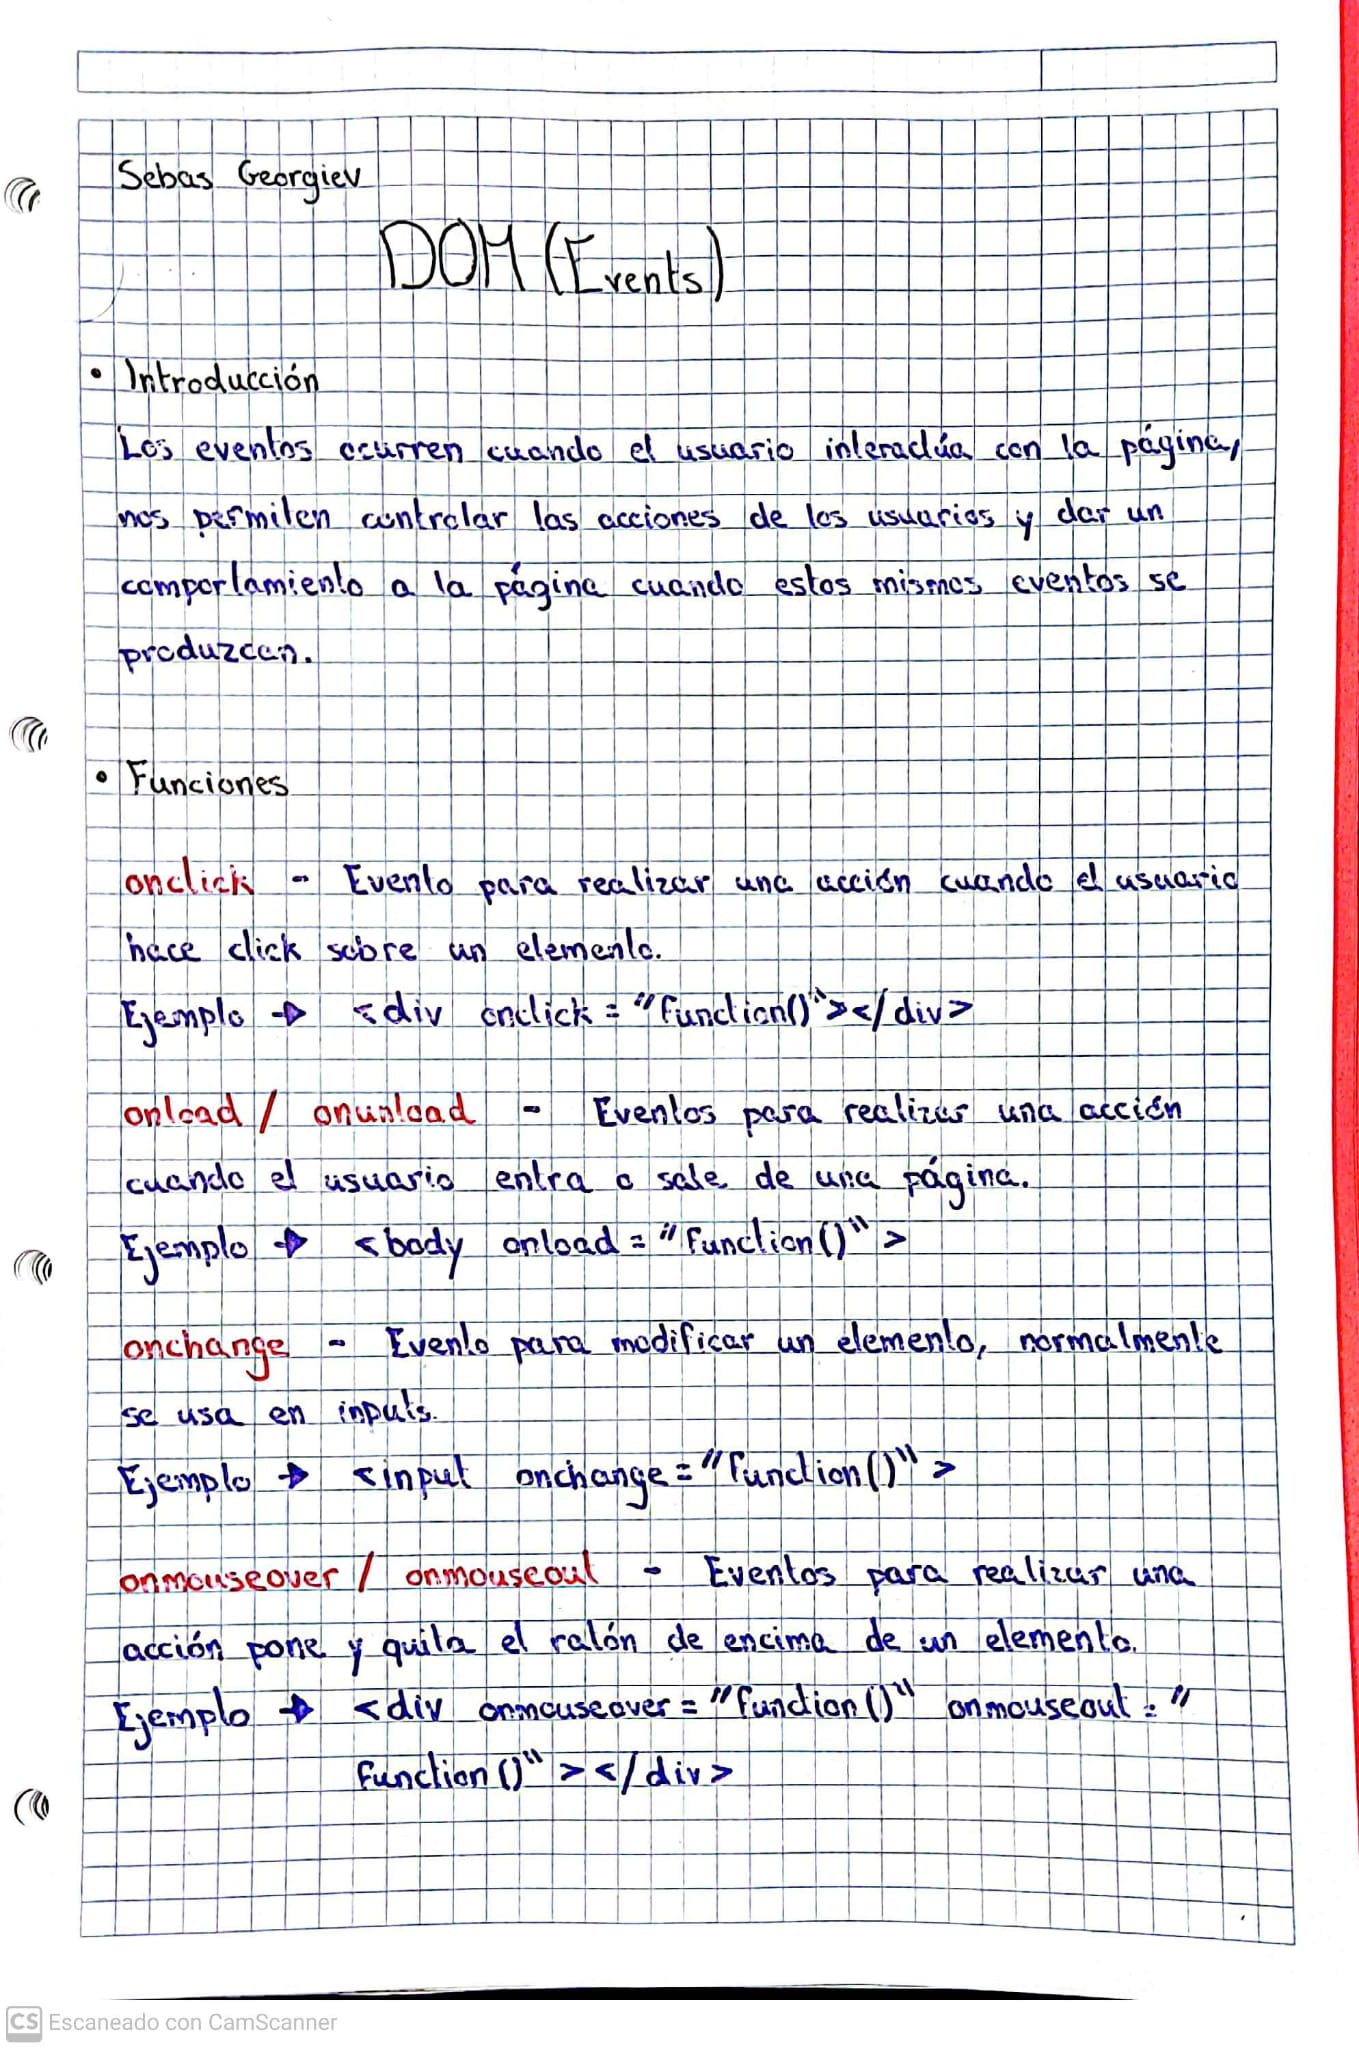 Sebas Georgiev
DOM (Events)
• Introducción
Los eventos ocurren cuando el usuario interactúa con la página,
nos permiten controlar las acciones de los usuarios y dar un
comportamiento a la página cuando estos mismos eventos se
produzcan.
• Funciones
onclick - Evento para realizar una acción cuando el usuario
hace click sobre un elemento.
Ejemplo → <div onclick = "function()"></div>
onload / onunload - Eventos para realizar una acción
cuando el usuario entra o sale de una página.
Ejemplo → <body onload = "function()" >
onchange - Evento para modificar un elemento, normalmente
se usa en inputs.
Ejemplo → <input onchange = "function()" >
onmouseover / onmouseout - Eventos para realizar una
acción pone y quita el ratón de encima de un elemento.
Ejemplo → <div onmouseover = "function()" onmouseout = "
function()" ></div>
CS Escaneado con CamScanner